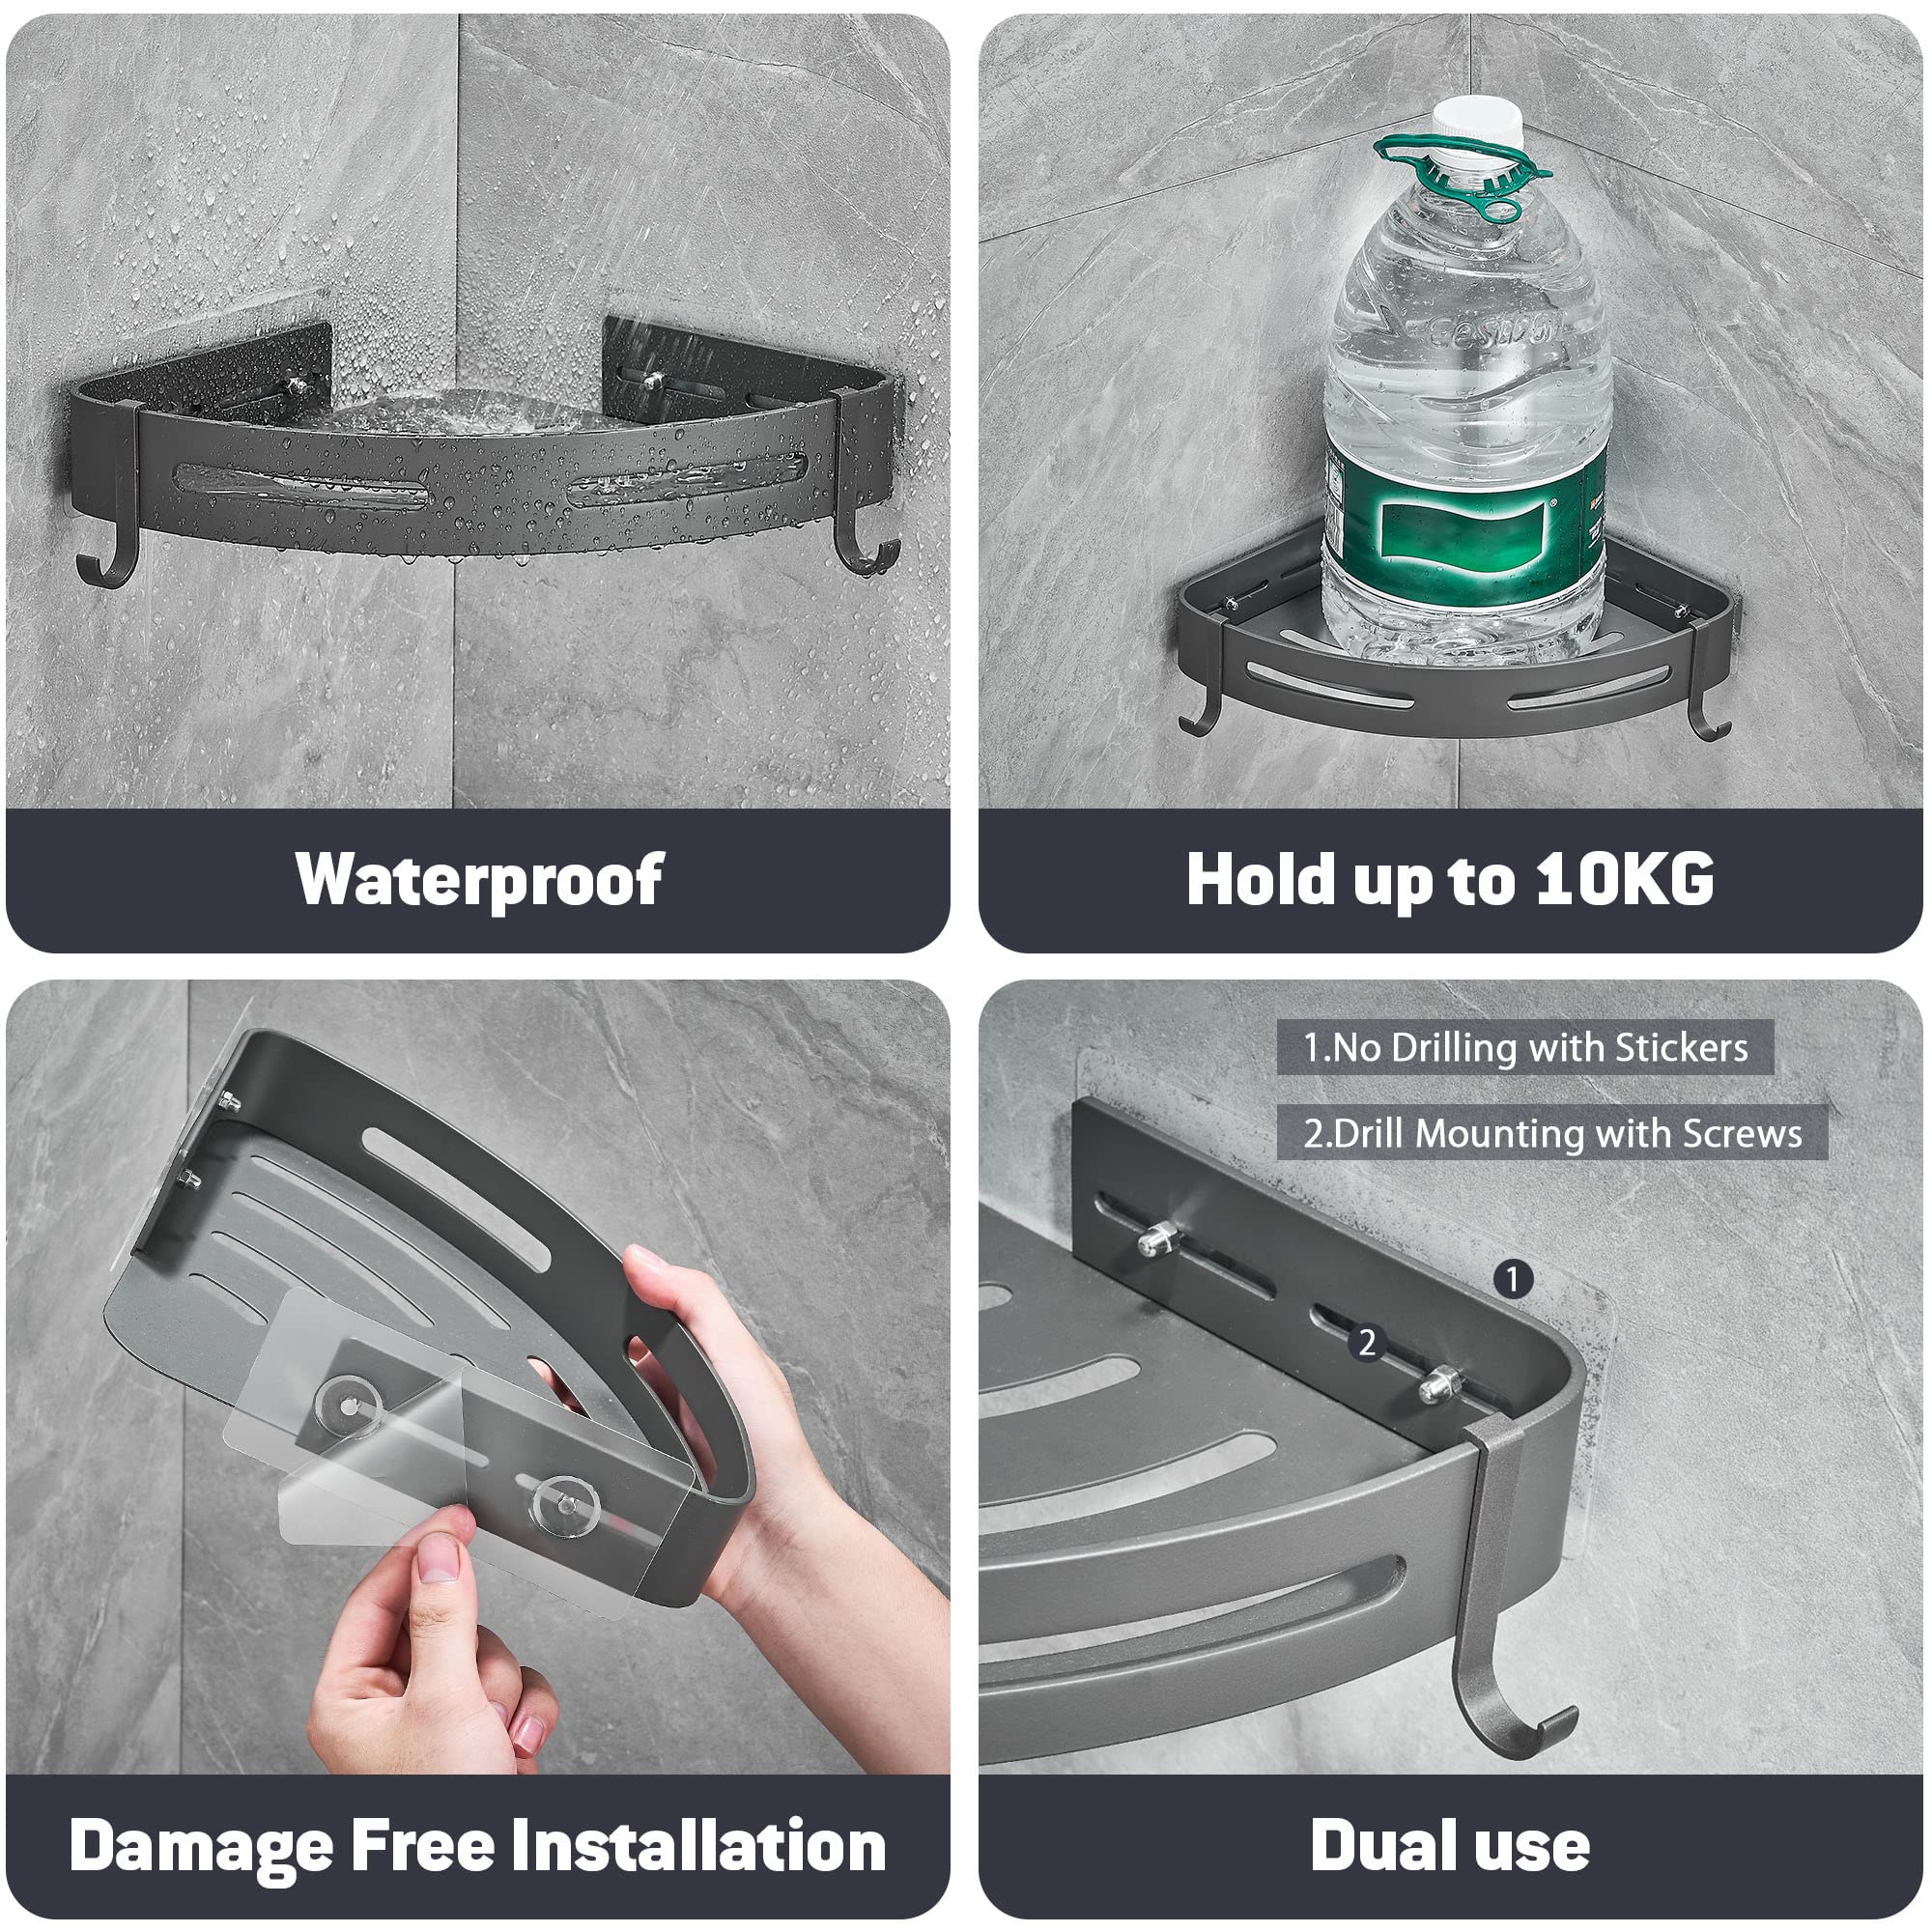 Waterproof
Hold up to 10KG
Damage Free Installation
1.No Drilling with Stickers
2.Drill Mounting with Screws
1
2
Dual use